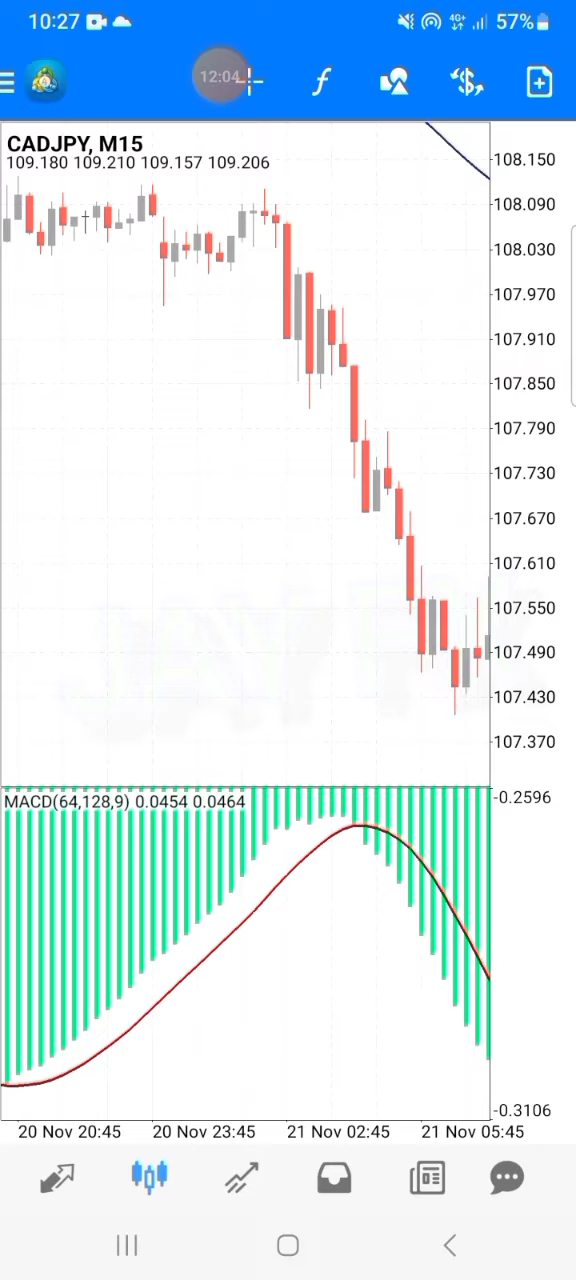 10:27
4G+
57%
12:04
CADJPY, M15
109.180 109.210 109.157 109.206
108.150
108.090
108.030
107.970
107.910
107.850
107.790
107.730
107.670
107.610
107.550
107.490
107.430
107.370
MACD(64,128,9) 0.0454 0.0464
-0.2596
-0.3106
20 Nov 20:45
20 Nov 23:45
21 Nov 02:45
21 Nov 05:45